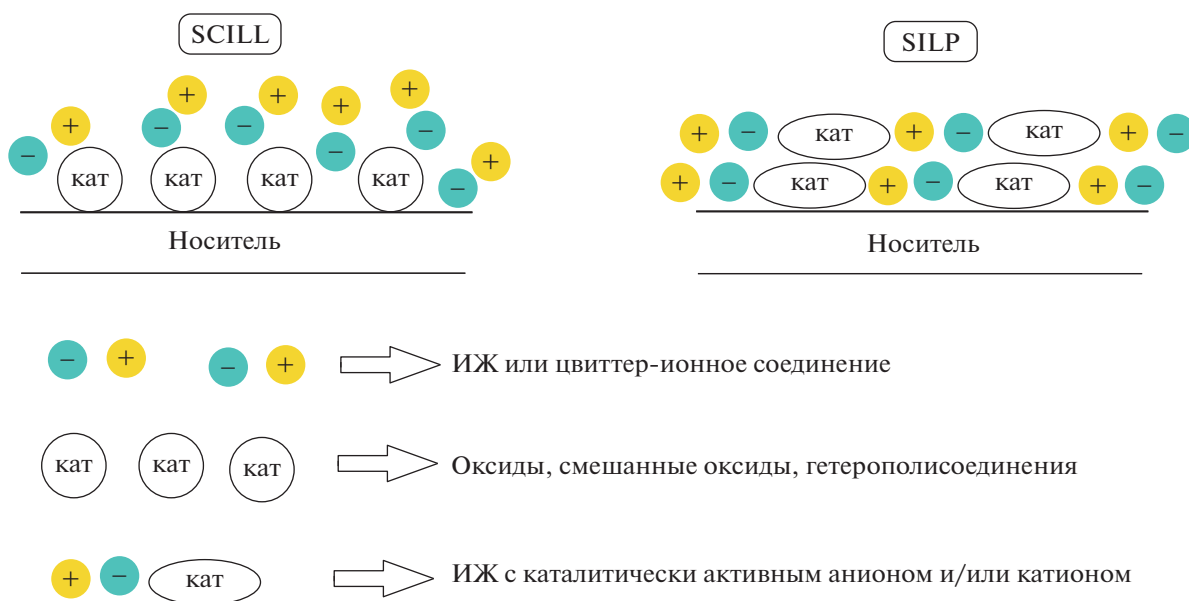 SCILL
SILP
+ − + − + − + − + − + −
кат кат кат кат
Носитель
+ − кат + − кат + −
+ − кат + − кат + −
Носитель
− + − + ИЖ или цвиттер-ионное соединение
кат кат кат Оксиды, смешанные оксиды, гетерополисоединения
+ − кат ИЖ с каталитически активным анионом и/или катионом